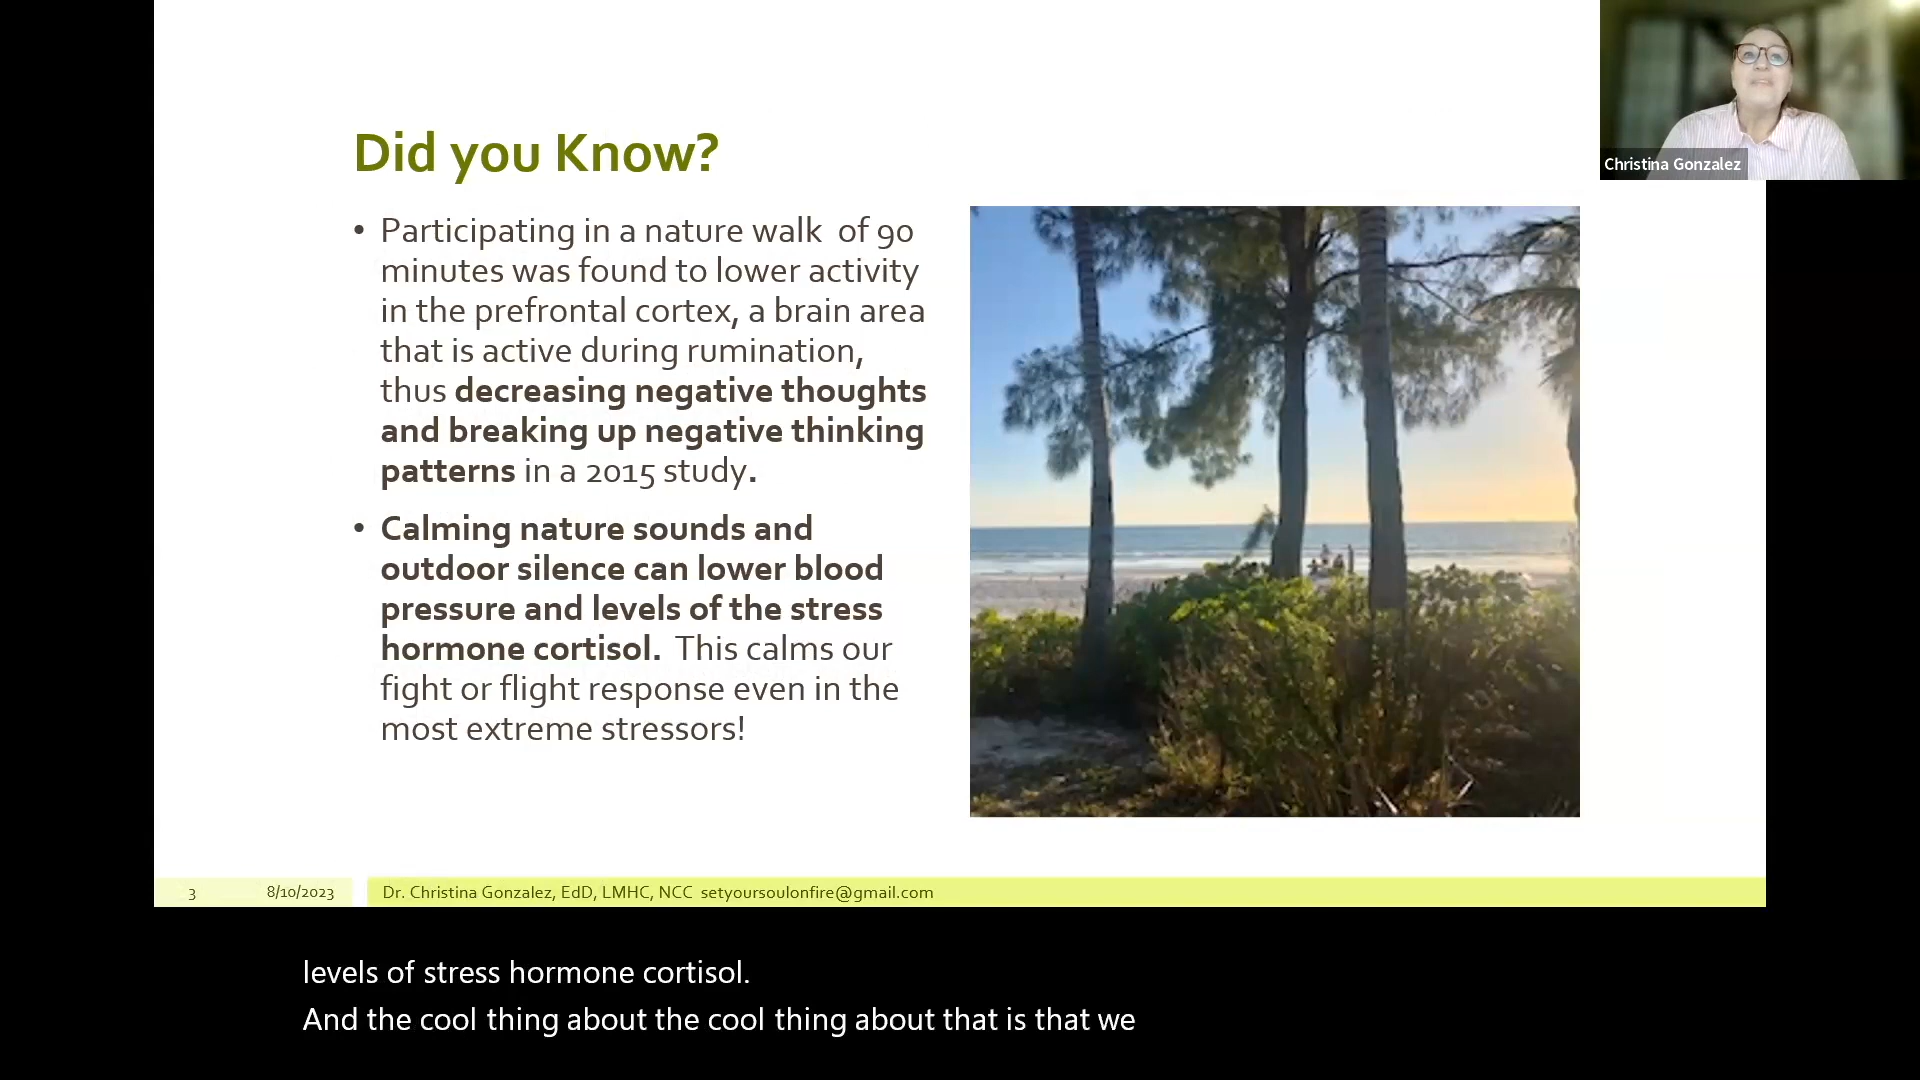 Did you Know?
• Participating in a nature walk  of 90
minutes was found to lower activity
in the prefrontal cortex, a brain area
that is active during rumination,
thus decreasing negative thoughts
and breaking up negative thinking
patterns in a 2015 study.
• Calming nature sounds and
outdoor silence can lower blood
pressure and levels of the stress
hormone cortisol.  This calms our
fight or flight response even in the
most extreme stressors!
Christina Gonzalez
3 8/10/2023 Dr. Christina Gonzalez, EdD, LMHC, NCC  setyoursoulonfire@gmail.com
levels of stress hormone cortisol.
And the cool thing about the cool thing about that is that we